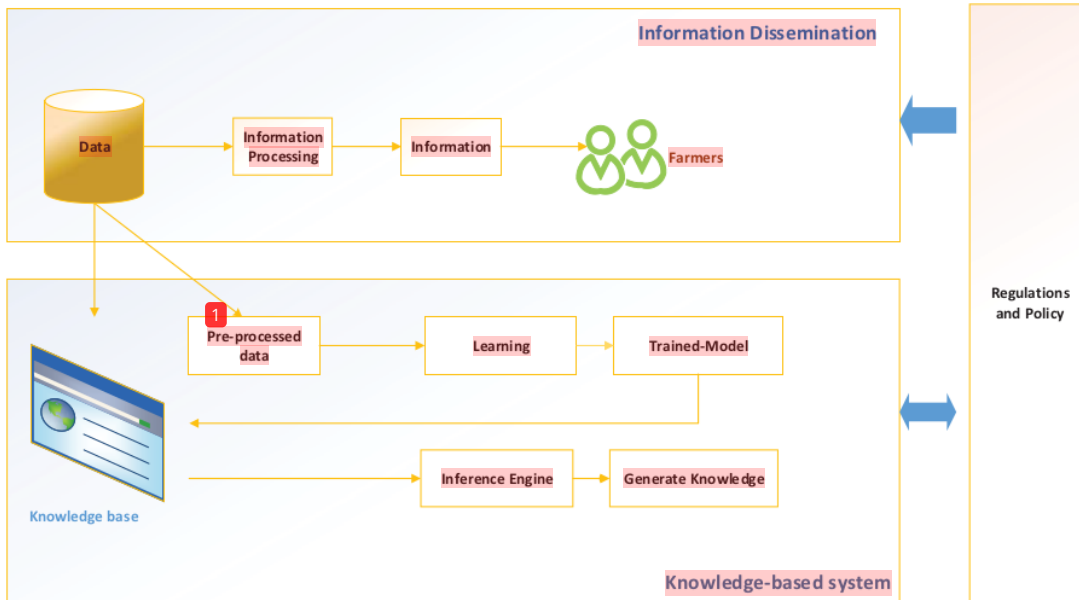 Information Dissemination
Data
Information
Processing
Information
Farmers
Regulations
and Policy
1
Pre-processed
data
Learning
Trained-Model
Inference Engine
Generate Knowledge
Knowledge base
Knowledge-based system